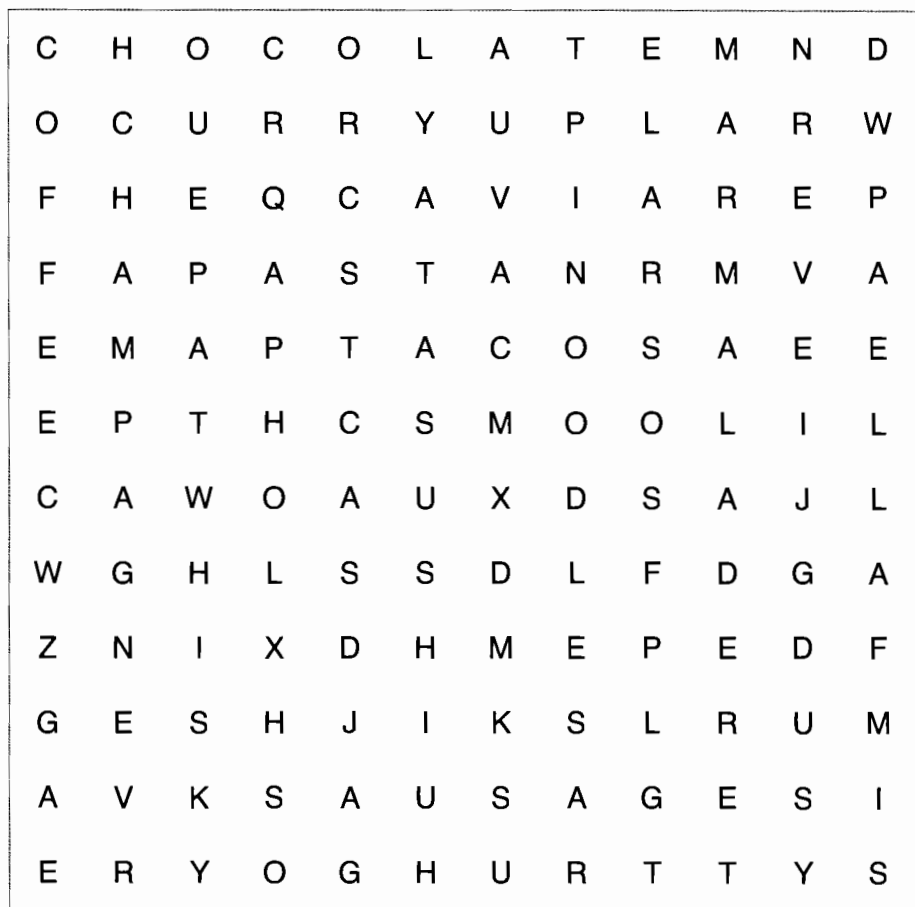 C H O C O L A T E M N D
O C U R R Y U P L A R W
F H E Q C A V I A R E P
F A P A S T A N R M V A
E M A P T A C O S A E E
E P T H C S M O O L I L
C A W O A U X D S A J L
W G H L S S D L F D G A
Z N I X D H M E P E D F
G E S H J I K S L R U M
A V K S A U S A G E S I
E R Y O G H U R T T Y S